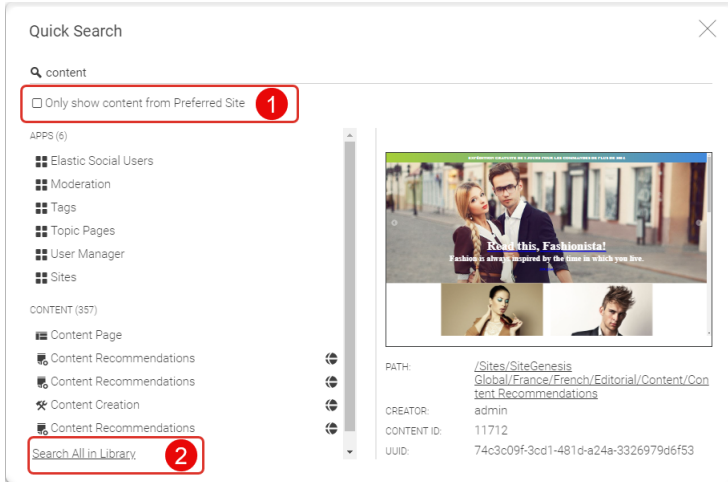 Quick Search
content
Only show content from Preferred Site
1
APPS (6)
Elastic Social Users
Moderation
Tags
Topic Pages
User Manager
Sites
CONTENT (357)
Content Page
Content Recommendations
Content Recommendations
Content Creation
Content Recommendations
Search All in Library
2
Read this, Fashionista!
Fashion is always inspired by the time in which you live.
PATH:
/Sites/SiteGenesis
Global/France/French/Editorial/Content/Con
tent Recommendations
CREATOR:
admin
CONTENT ID:
11712
UUID:
74c3c09f-3cd1-481d-a24a-3326979d6f53